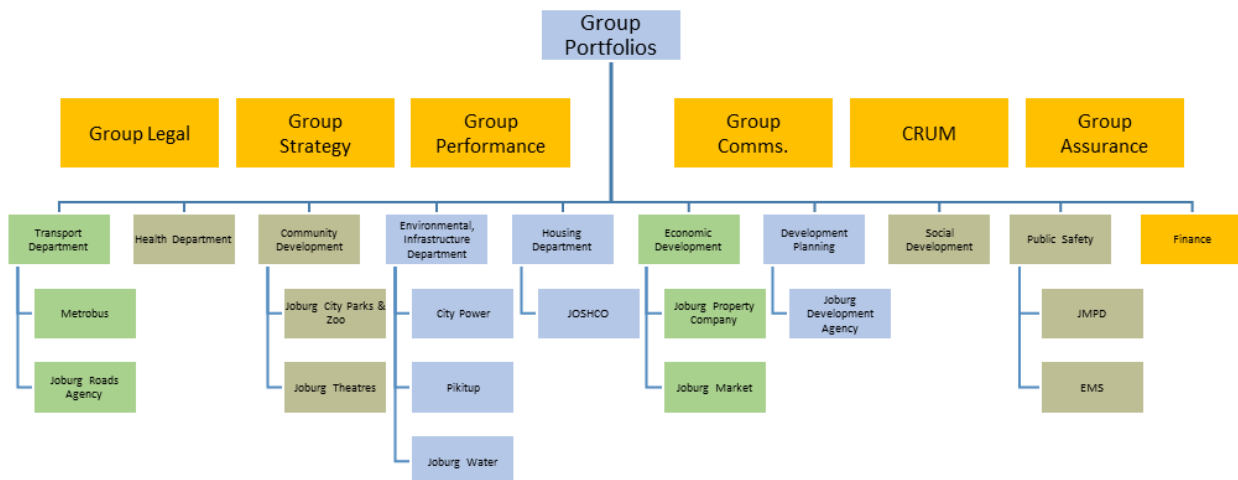 Group
Portfolios
Group Legal
Group
Strategy
Group
Performance
Group
Comms.
CRUM
Group
Assurance
Transport
Department
Health Department
Community
Development
Environmental,
Infrastructure
Department
Housing
Department
Economic
Development
Development
Planning
Social
Development
Public Safety
Finance
Metrobus
Joburg City Parks &
Zoo
City Power
JOSHCO
Joburg Property
Company
Joburg
Development
Agency
JMPD
Joburg Roads
Agency
Joburg Theatres
Pikitup
Joburg Market
EMS
Joburg Water